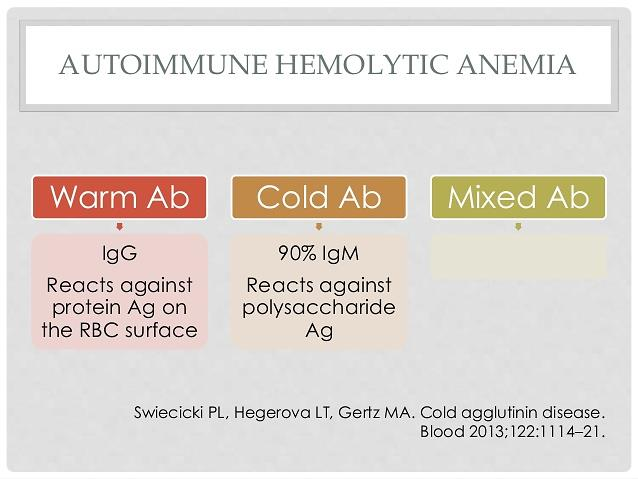 AUTOIMMUNE HEMOLYTIC ANEMIA
Warm Ab
IgG
Reacts against
protein Ag on
the RBC surface
Cold Ab
90% IgM
Reacts against
polysaccharide
Ag
Mixed Ab
Swiecicki PL, Hegerova LT, Gertz MA. Cold agglutinin disease.
Blood 2013;122:1114–21.